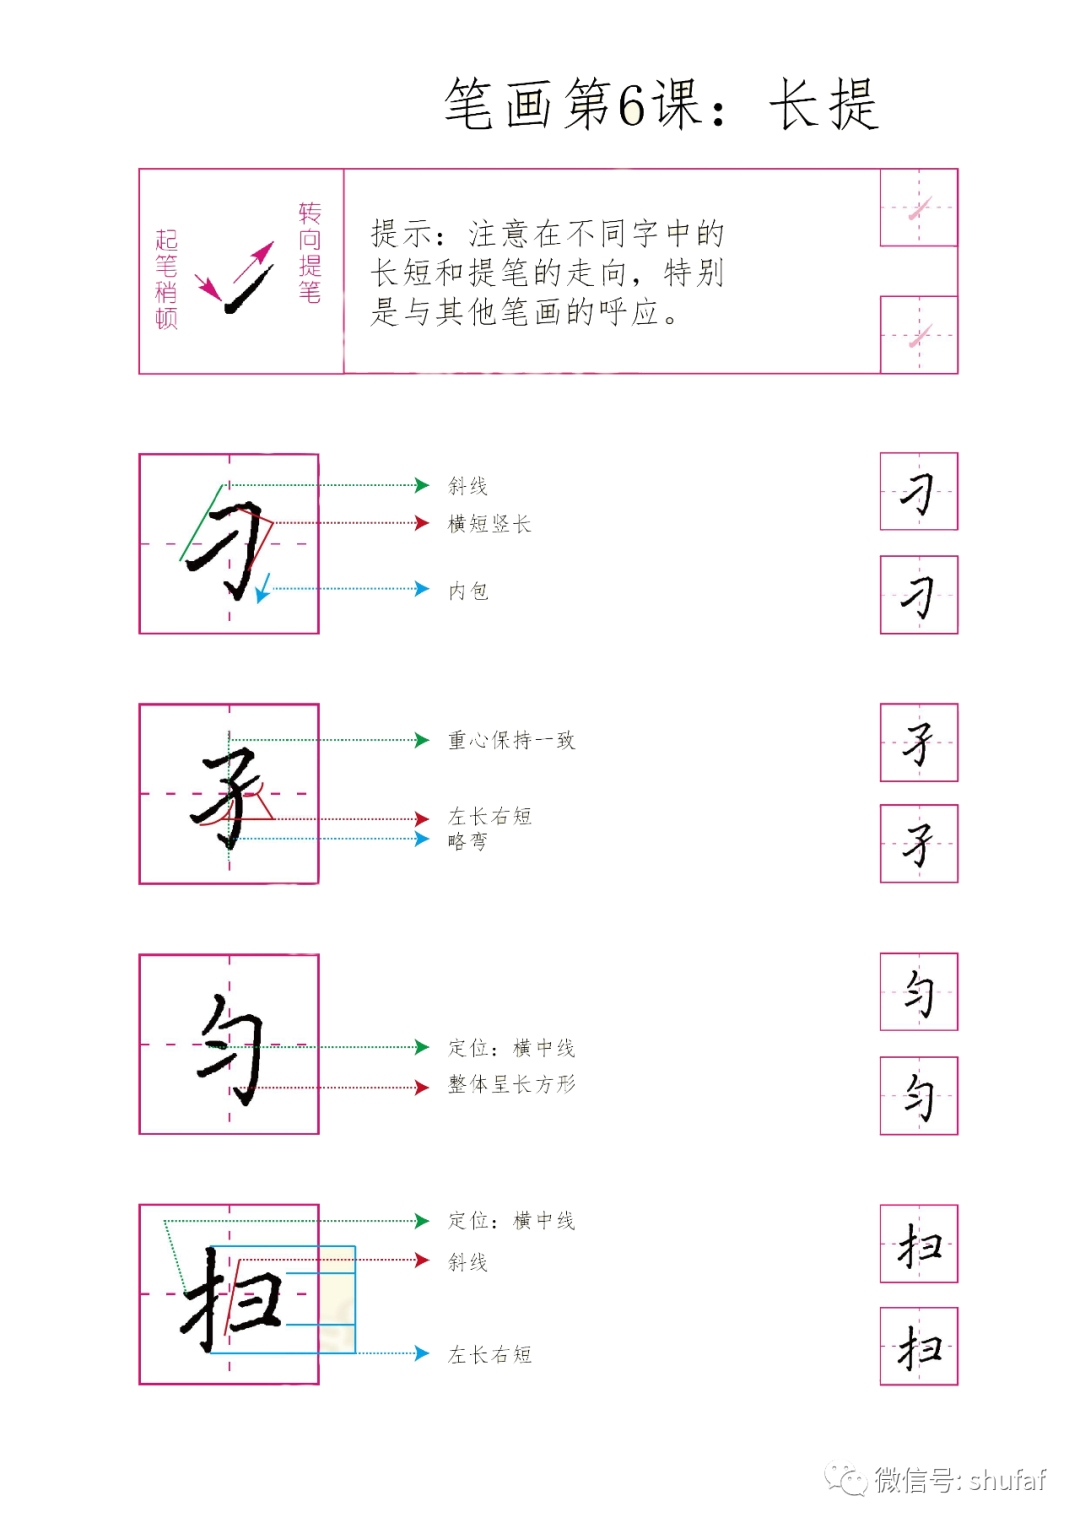 笔画第6课：长提
起笔稍顿
转向提笔
提示：注意在不同字中的
长短和提笔的走向，特别
是与其他笔画的呼应。
刁
斜线
横短竖长
内包
刁
刁
矛
重心保持一致
左长右短
略弯
矛
矛
匀
定位：横中线
整体呈长方形
匀
匀
扫
定位：横中线
斜线
左长右短
扫
扫
微信号: shufaf